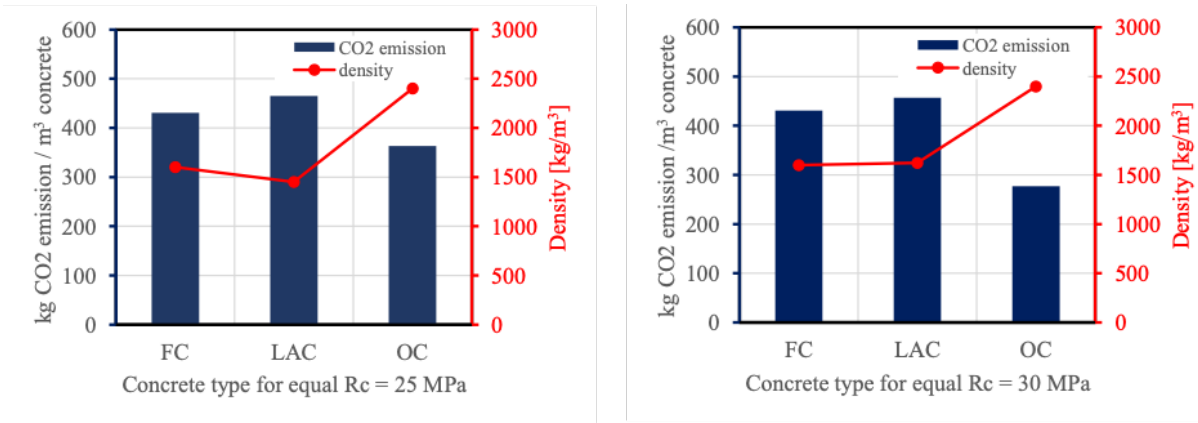 600
500
400
300
200
100
0
kg CO2 emission / m³ concrete
CO2 emission
density
3000
2500
2000
1500
1000
500
0
Density [kg/m³]
FC LAC OC
Concrete type for equal Rc = 25 MPa
600
500
400
300
200
100
0
kg CO2 emission /m³ concrete
CO2 emission
density
3000
2500
2000
1500
1000
500
0
Density [kg/m³]
FC LAC OC
Concrete type for equal Rc = 30 MPa